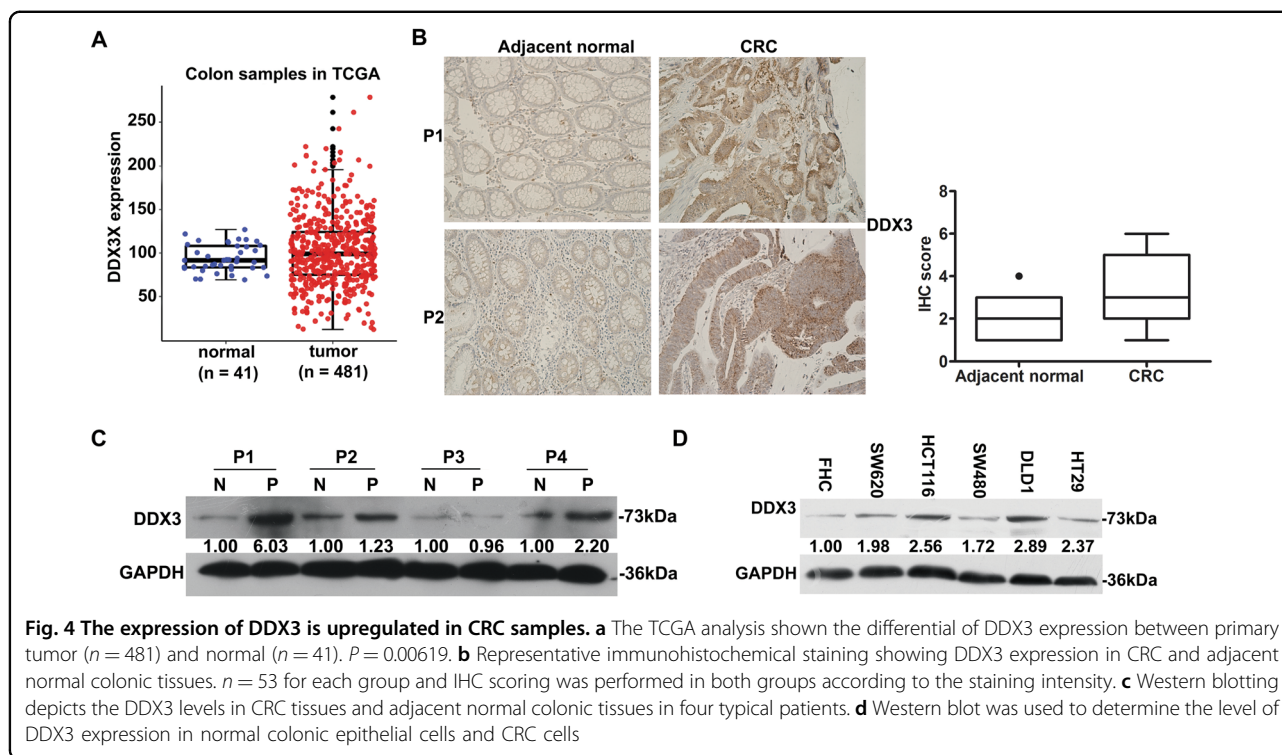 A
Colon samples in TCGA
DDX3X expression
250
200
150
100
50
normal
(n = 41)
tumor
(n = 481)
B
Adjacent normal
CRC
P1
P2
DDX3
IHC score
8
6
4
2
0
Adjacent normal
CRC
C
P1 P2 P3 P4
N P N P N P N P
DDX3
-73kDa
1.00 6.03 1.00 1.23 1.00 0.96 1.00 2.20
GAPDH
-36kDa
D
FHC SW620 HCT116 SW480 DLD1 HT29
DDX3
-73kDa
1.00 1.98 2.56 1.72 2.89 2.37
GAPDH
-36kDa
Fig. 4 The expression of DDX3 is upregulated in CRC samples. a The TCGA analysis shown the differential of DDX3 expression between primary
tumor (n = 481) and normal (n = 41). P = 0.00619. b Representative immunohistochemical staining showing DDX3 expression in CRC and adjacent
normal colonic tissues. n = 53 for each group and IHC scoring was performed in both groups according to the staining intensity. c Western blotting
depicts the DDX3 levels in CRC tissues and adjacent normal colonic tissues in four typical patients. d Western blot was used to determine the level of
DDX3 expression in normal colonic epithelial cells and CRC cells